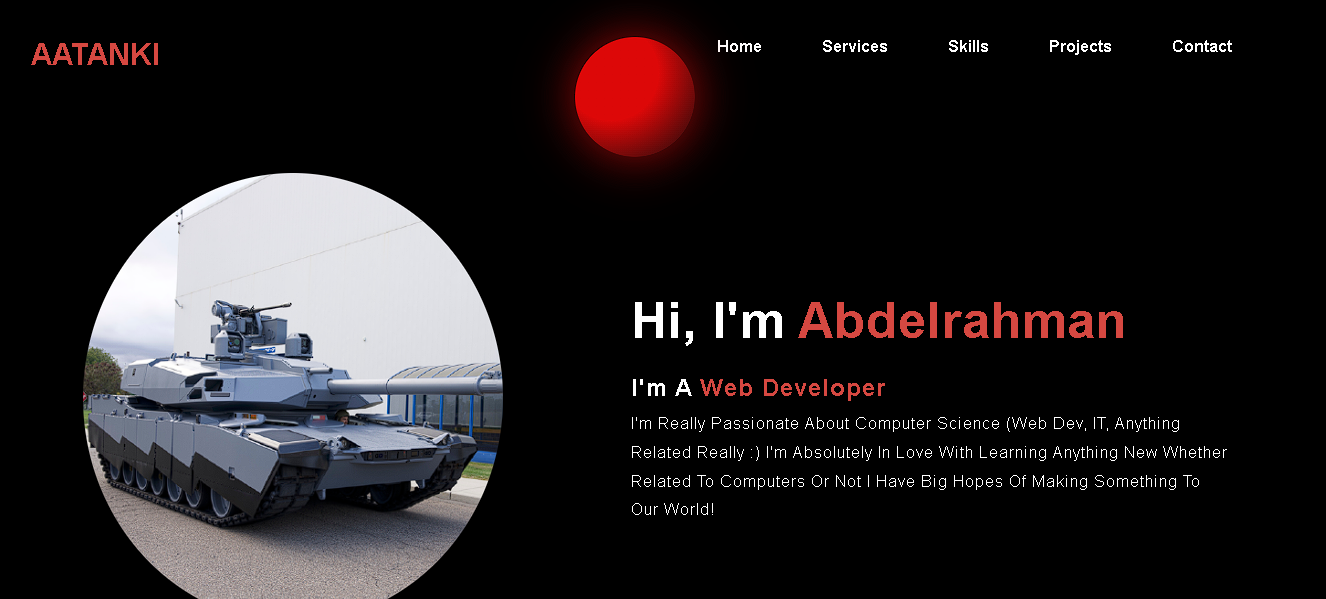 AATANKI
Home Services Skills Projects Contact
Hi, I'm Abdelrahman
I'm A Web Developer
I'm Really Passionate About Computer Science (Web Dev, IT, Anything
Related Really :) I'm Absolutely In Love With Learning Anything New Whether
Related To Computers Or Not I Have Big Hopes Of Making Something To
Our World!